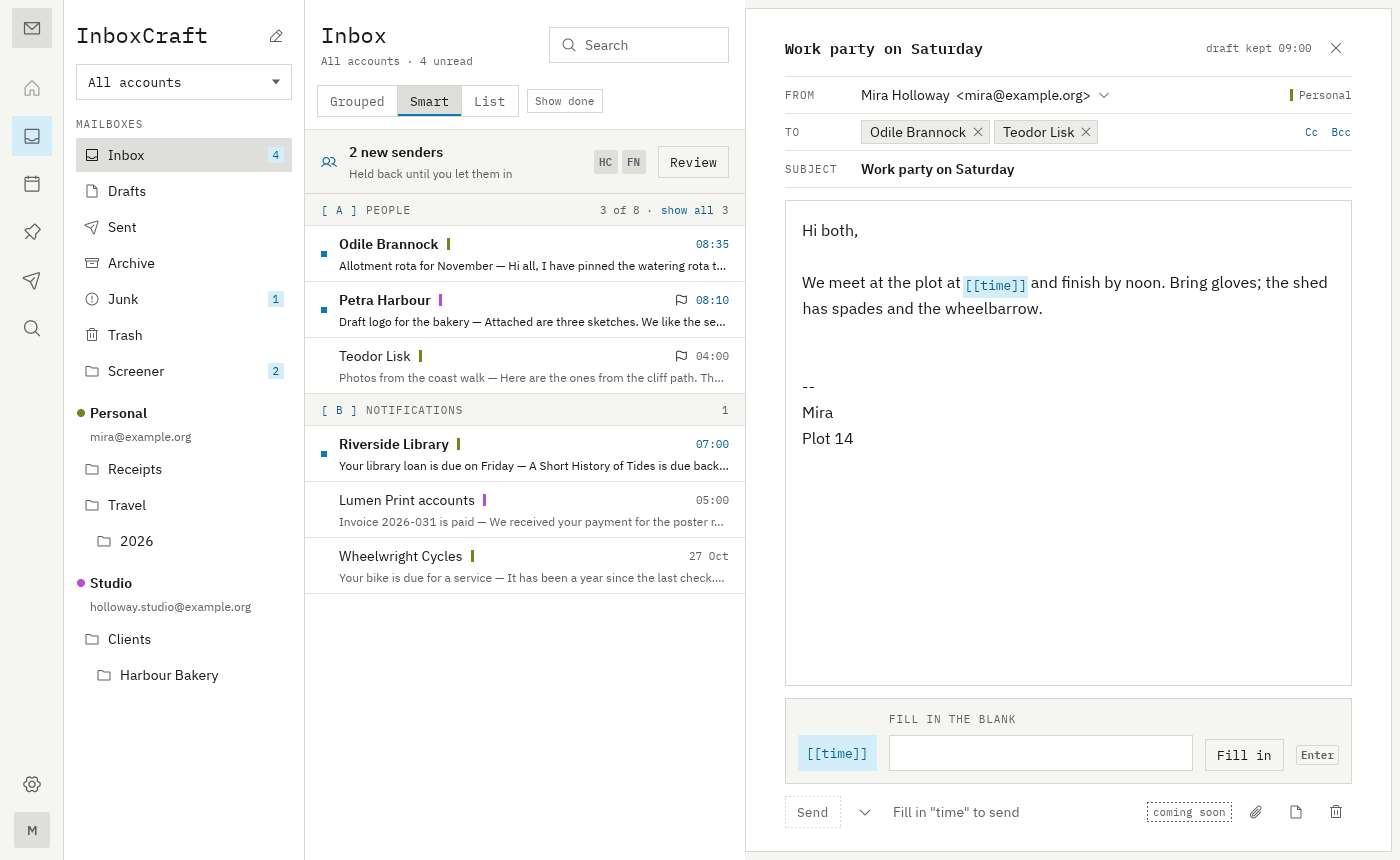 InboxCraft
All accounts
MAILBOXES
Inbox 4
Drafts
Sent
Archive
Junk 1
Trash
Screener 2
Personal
mira@example.org
Receipts
Travel
2026
Studio
holloway.studio@example.org
Clients
Harbour Bakery
M
Inbox
All accounts · 4 unread
Search
Grouped Smart List Show done
2 new senders
Held back until you let them in
HC FN Review
[ A ] PEOPLE 3 of 8 · show all 3
Odile Brannock 08:35
Allotment rota for November — Hi all, I have pinned the watering rota t…
Petra Harbour 08:10
Draft logo for the bakery — Attached are three sketches. We like the se…
Teodor Lisk 04:00
Photos from the coast walk — Here are the ones from the cliff path. Th…
[ B ] NOTIFICATIONS 1
Riverside Library 07:00
Your library loan is due on Friday — A Short History of Tides is due back…
Lumen Print accounts 05:00
Invoice 2026-031 is paid — We received your payment for the poster r…
Wheelwright Cycles 27 Oct
Your bike is due for a service — It has been a year since the last check.…
Work party on Saturday draft kept 09:00
FROM Mira Holloway <mira@example.org> Personal
TO Odile Brannock Teodor Lisk Cc Bcc
SUBJECT Work party on Saturday
Hi both,
We meet at the plot at [[time]] and finish by noon. Bring gloves; the shed
has spades and the wheelbarrow.
--
Mira
Plot 14
FILL IN THE BLANK
[[time]] Fill in Enter
Send Fill in "time" to send coming soon